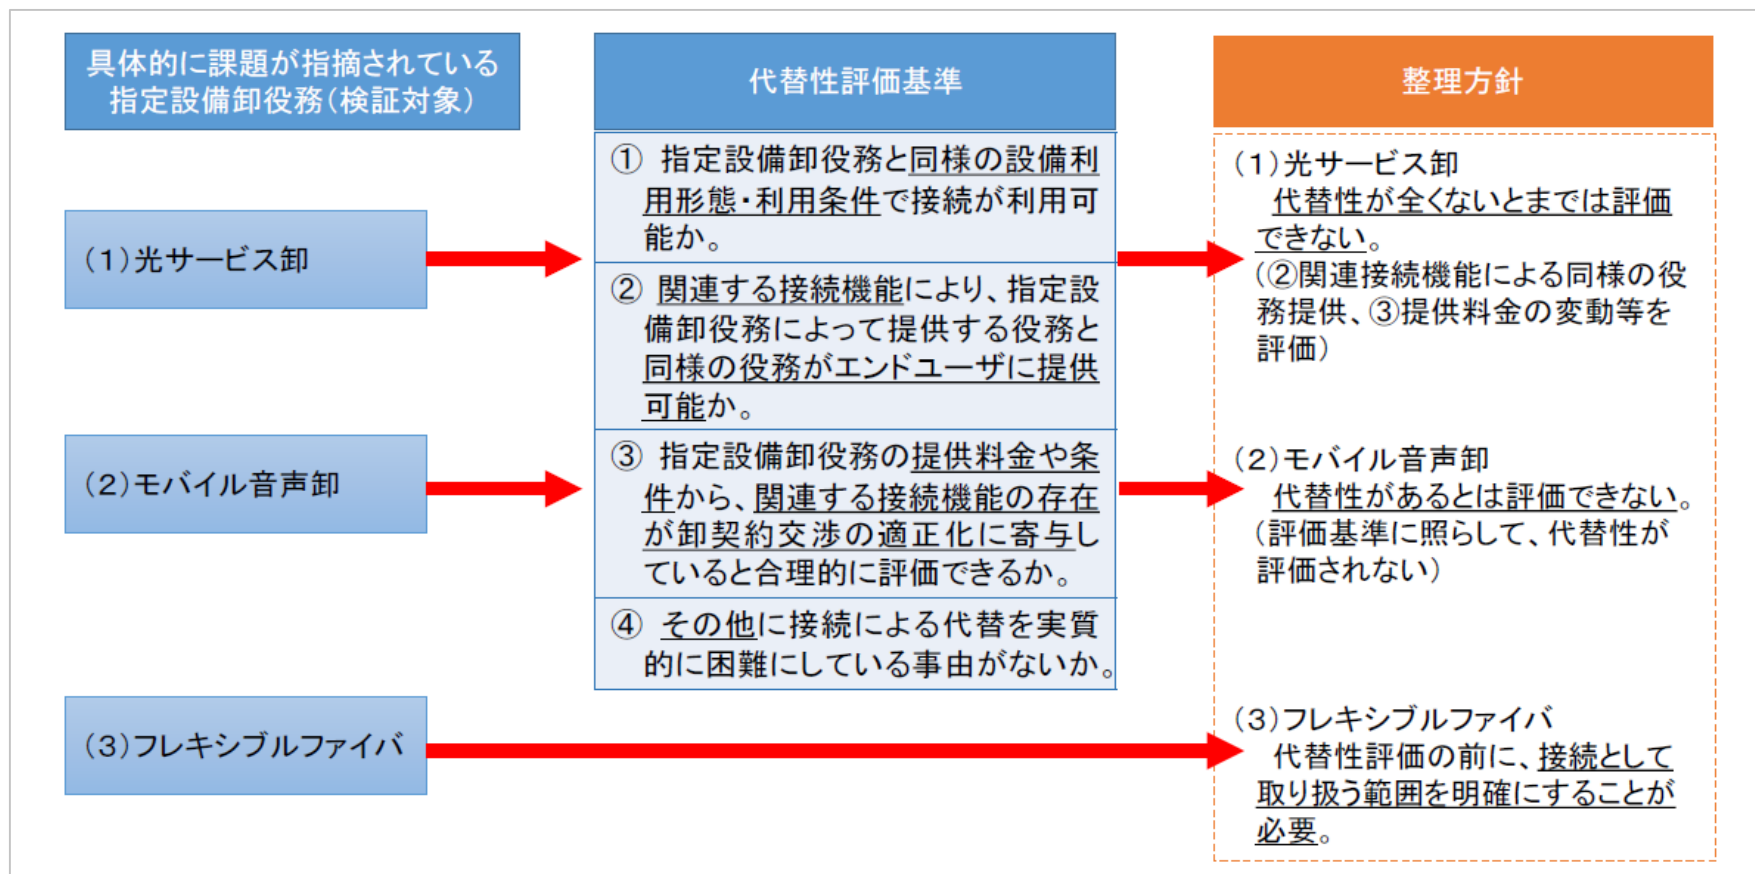 具体的に課題が指摘されている
指定設備卸役務(検証対象)
(1)光サービス卸
(2)モバイル音声卸
(3)フレキシブルファイバ
代替性評価基準
① 指定設備卸役務と同様の設備利
用形態・利用条件で接続が利用可
能か。
② 関連する接続機能により、指定設
備卸役務によって提供する役務と
同様の役務がエンドユーザに提供
可能か。
③ 指定設備卸役務の提供料金や条
件から、関連する接続機能の存在
が卸契約交渉の適正化に寄与し
ていると合理的に評価できるか。
④ その他に接続による代替を実質
的に困難にしている事由がないか。
整理方針
(1)光サービス卸
代替性が全くないとまでは評価
できない。
(②関連接続機能による同様の役
務提供、③提供料金の変動等を
評価)
(2)モバイル音声卸
代替性があるとは評価できない。
(評価基準に照らして、代替性が
評価されない)
(3)フレキシブルファイバ
代替性評価の前に、接続として
取り扱う範囲を明確にすることが
必要。